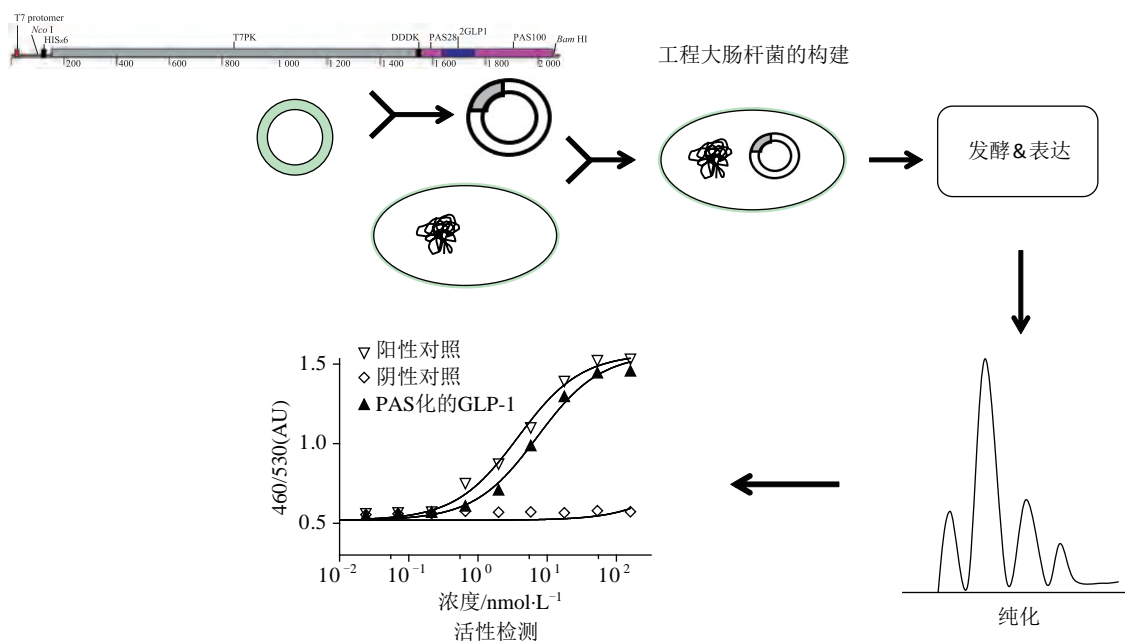 T7 protomer
Nco I
HISx6
T7PK
DDDK
PAS28
2GLP1
PAS100
Bam HI
200
400
600
800
1 000
1 200
1 400
1 600
1 800
2 000
工程大肠杆菌的构建
发酵&表达
▽ 阳性对照
◇ 阴性对照
▲ PAS化的GLP-1
460/530(AU)
1.5
1.0
0.5
10⁻²
10⁻¹
10⁰
10¹
10²
浓度/nmol·L⁻¹
活性检测
纯化